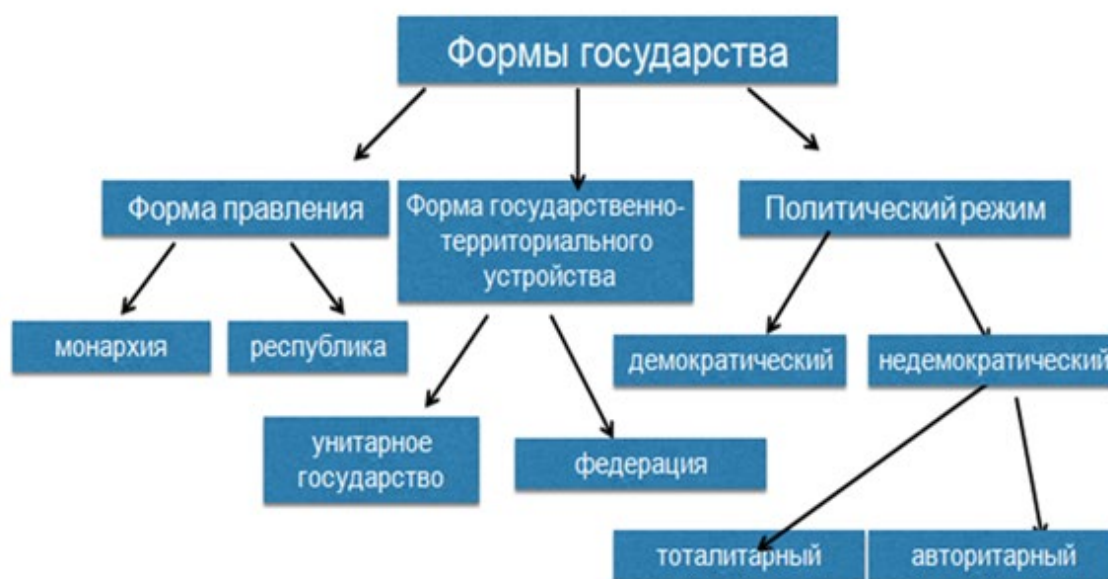 Формы государства
Форма правления
Форма государственно-
территориального
устройства
Политический режим
монархия
республика
демократический
недемократический
унитарное
государство
федерация
тоталитарный
авторитарный